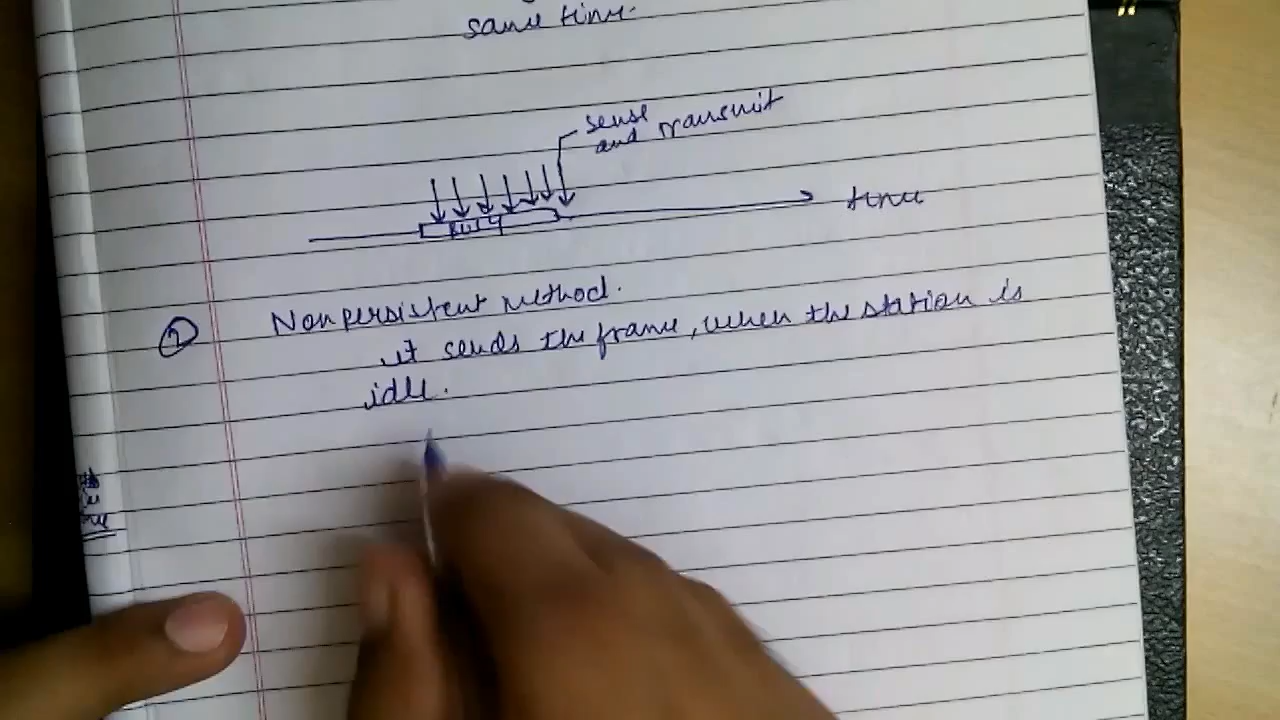 same time.
sense
and transmit
Busy
time
② Nonpersistent method.
it sends the frame, when the station is
idle.